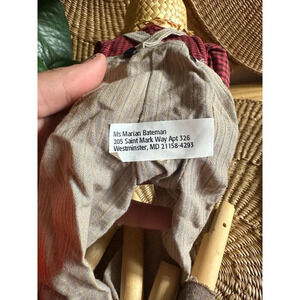 Ms Marian Bateman
205 Saint Mark Way Apt 326
Westminster, MD 21158-4293